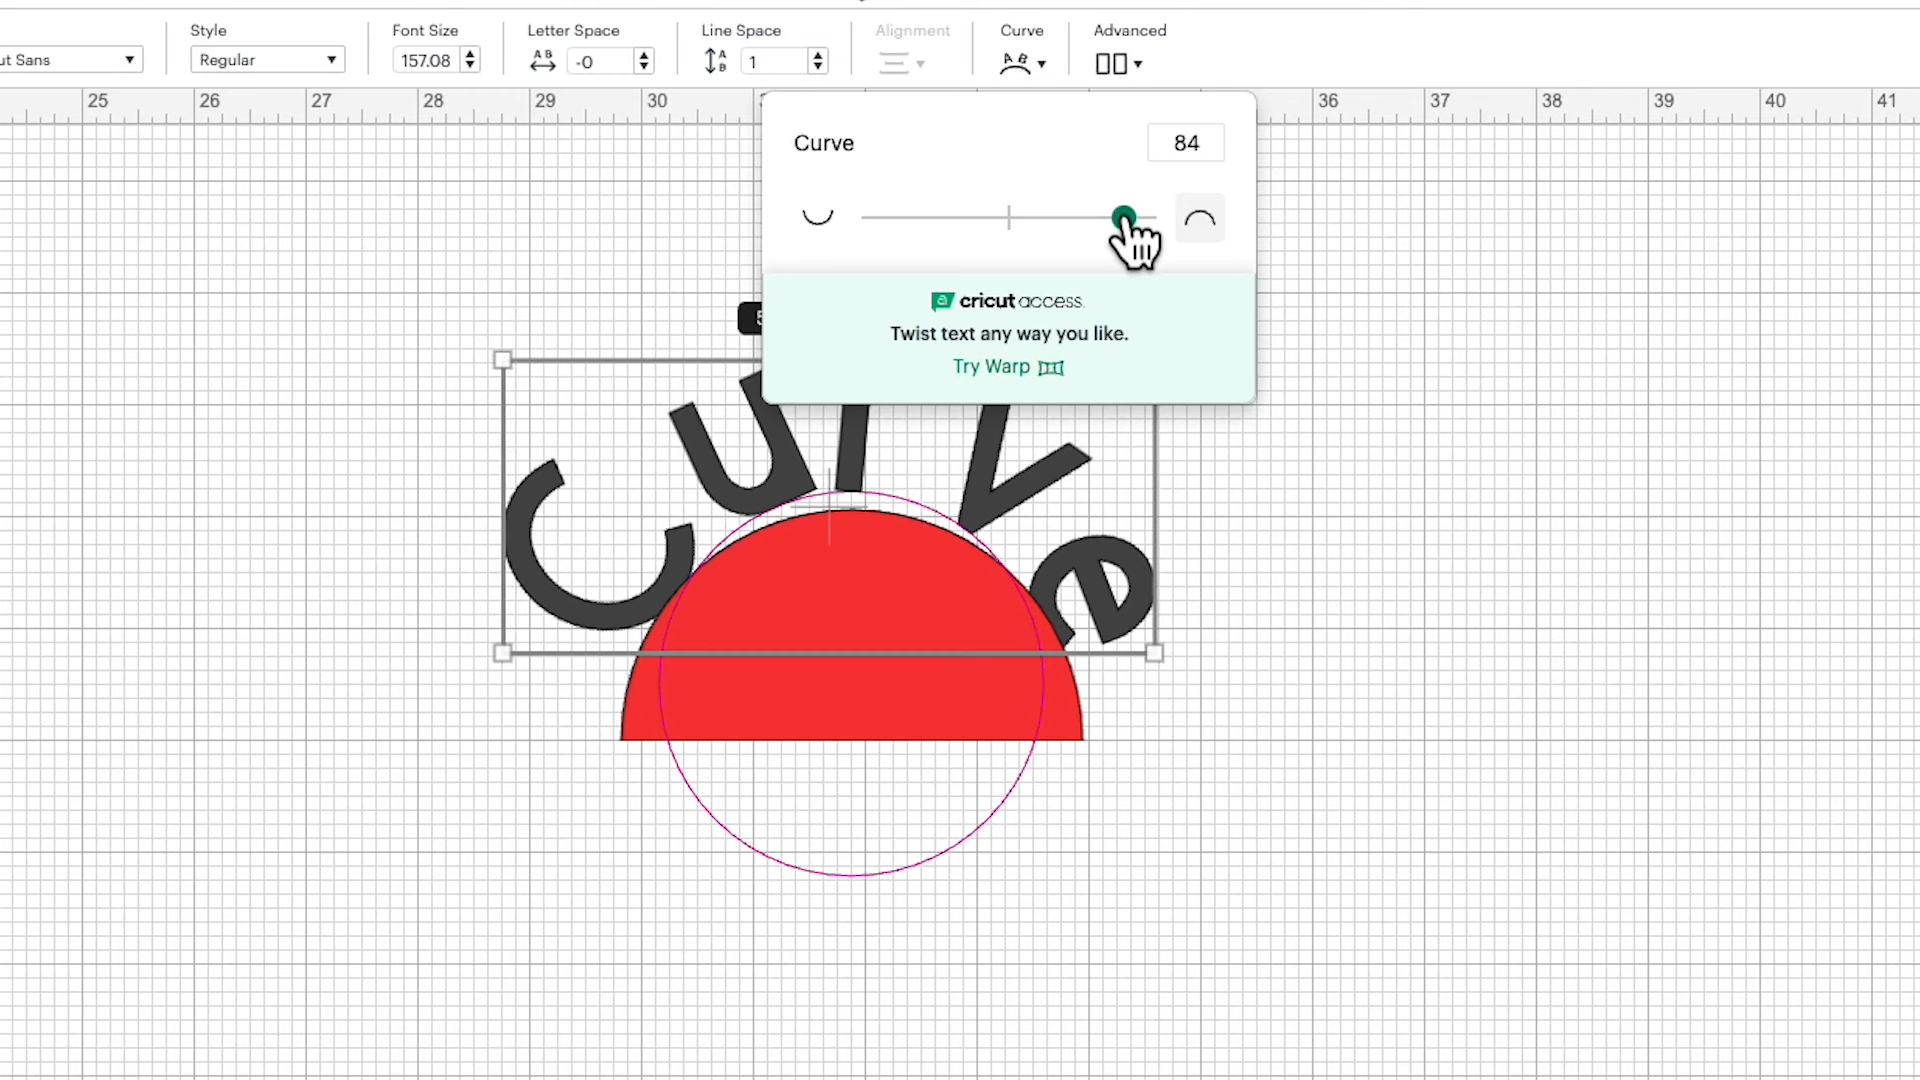 Style Font Size Letter Space Line Space Alignment Curve Advanced
ut Sans Regular 157.08 AB -0 A B 1 A B
25 26 27 28 29 30 36 37 38 39 40 41
Curve 84
cricut access
Twist text any way you like.
Try Warp
Curve